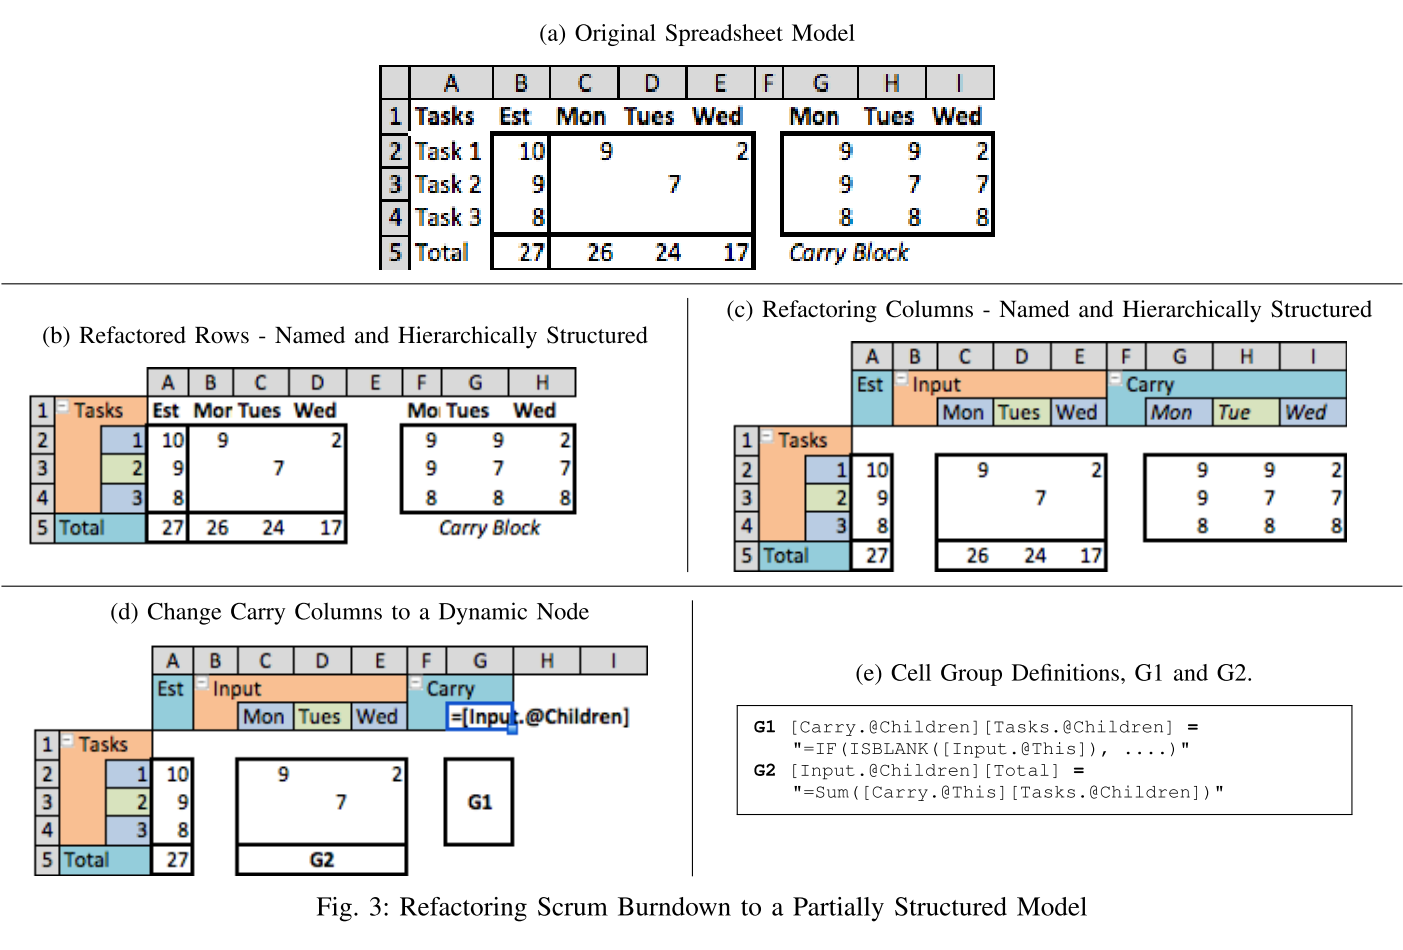 (a) Original Spreadsheet Model
A B C D E F G H I
1 Tasks Est Mon Tues Wed Mon Tues Wed
2 Task 1 10 9 2 9 9 2
3 Task 2 9 7 9 7 7
4 Task 3 8 8 8 8
5 Total 27 26 24 17 Carry Block
(b) Refactored Rows - Named and Hierarchically Structured
A B C D E F G H
1 Tasks Est Mor Tues Wed Mo Tues Wed
2 1 10 9 2 9 9 2
3 2 9 7 9 7 7
4 3 8 8 8 8
5 Total 27 26 24 17 Carry Block
(c) Refactoring Columns - Named and Hierarchically Structured
A B C D E F G H I
Est Input Carry
Mon Tues Wed Mon Tue Wed
1 Tasks
2 1 10 9 2 9 9 2
3 2 9 7 9 7 7
4 3 8 8 8 8
5 Total 27 26 24 17
(d) Change Carry Columns to a Dynamic Node
A B C D E F G H I
Est Input Carry
Mon Tues Wed =[Input.@Children]
1 Tasks
2 1 10 9 2
3 2 9 7 G1
4 3 8
5 Total 27 G2
(e) Cell Group Definitions, G1 and G2.
G1 [Carry.@Children][Tasks.@Children] =
"=IF(ISBLANK([Input.@This]), ....)"
G2 [Input.@Children][Total] =
"=Sum([Carry.@This][Tasks.@Children])"
Fig. 3: Refactoring Scrum Burndown to a Partially Structured Model